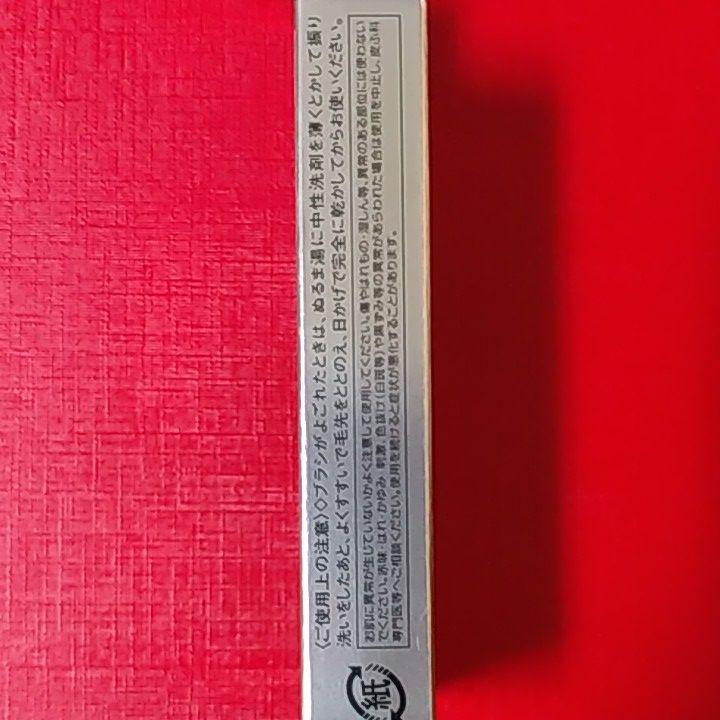 〈ご使用上の注意〉◇ブラシがよごれたときは、ぬるま湯に中性洗剤を薄くとかして振り
洗いをしたあと、よくすすいで毛先をととのえ、日かげで完全に乾かしてからお使いください。
お肌に異常が生じていないかよく注意して使用してください。傷やはれもの・湿しん等、異常のある部位には使わない
でください。赤味・はれ・かゆみ・刺激、色抜け(白斑等)や黒ずみ等の異常があらわれた場合は使用を中止し、皮ふ科
専門医等へご相談ください。使用を続けると症状が悪化することがあります。
紙